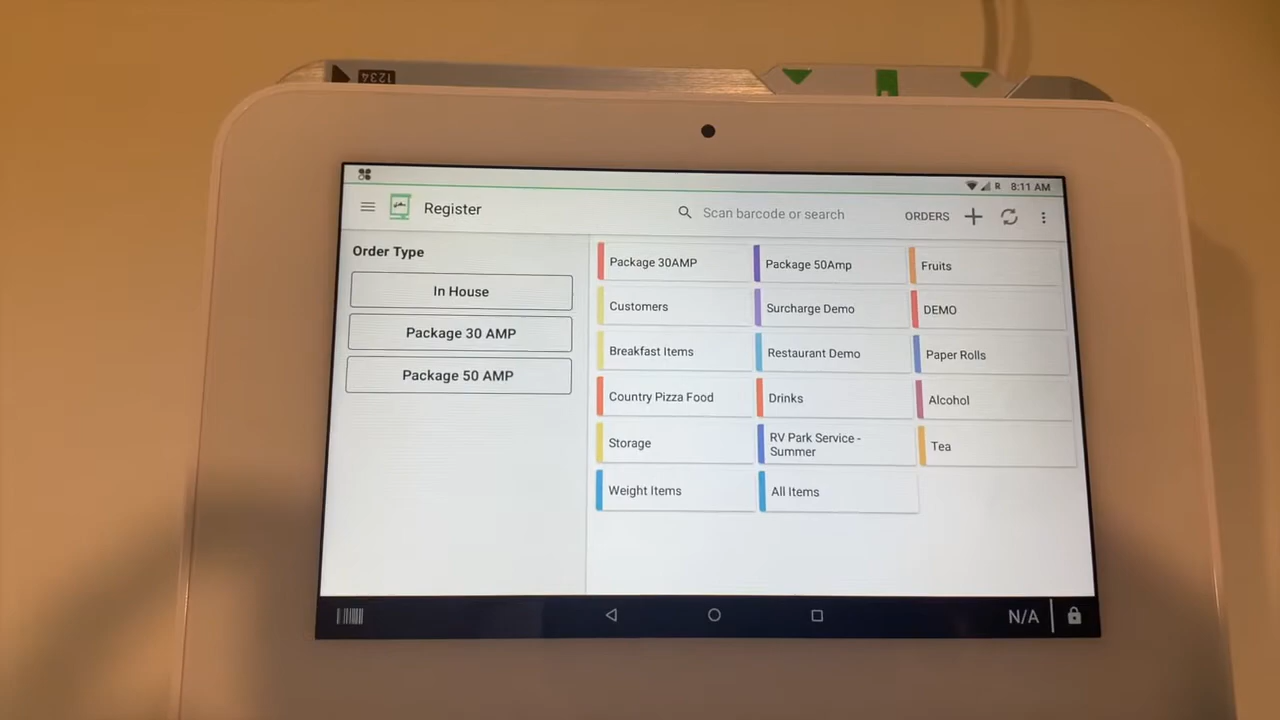 1234
R 8:11 AM
Register
Scan barcode or search
ORDERS
Order Type
In House
Package 30 AMP
Package 50 AMP
Package 30AMP
Package 50Amp
Fruits
Customers
Surcharge Demo
DEMO
Breakfast Items
Restaurant Demo
Paper Rolls
Country Pizza Food
Drinks
Alcohol
Storage
RV Park Service -
Summer
Tea
Weight Items
All Items
N/A